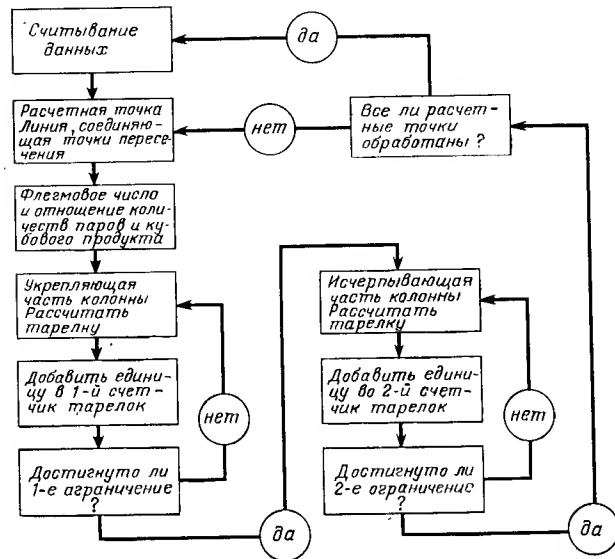 Считывание
данных
да
Расчетная точка
Линия, соединяю-
щая точки пересе-
чения
нет
Все ли расчет-
ные точки
обработаны?
Флегмовое число
и отношение коли-
честв паров и ку-
бового продукта
Укрепляющая
часть колонны
Рассчитать
тарелну
Добавить едини-
цу в 1-й счет-
чик тарелок
нет
Достигнуто ли
1-е аграничение
?
да
Исчерпывающая
часть колонны
Рассчитать
тарелку
Добавить едини-
цу во 2-й счет-
чик тарелок
нет
Достигнуто ли
2-е ограничение
?
да